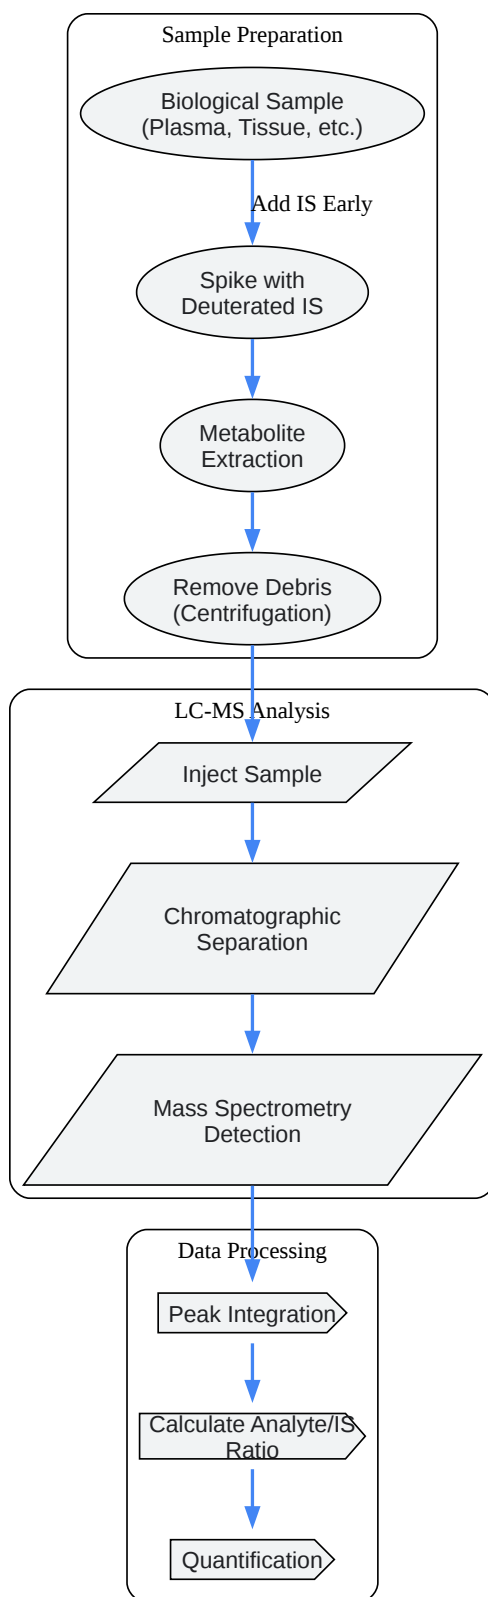 Sample Preparation
Biological Sample
(Plasma, Tissue, etc.)
Add IS Early
Spike with
Deuterated IS
Metabolite
Extraction
Remove Debris
(Centrifugation)
LC-MS Analysis
Inject Sample
Chromatographic
Separation
Mass Spectrometry
Detection
Data Processing
Peak Integration
Calculate Analyte/IS
Ratio
Quantification